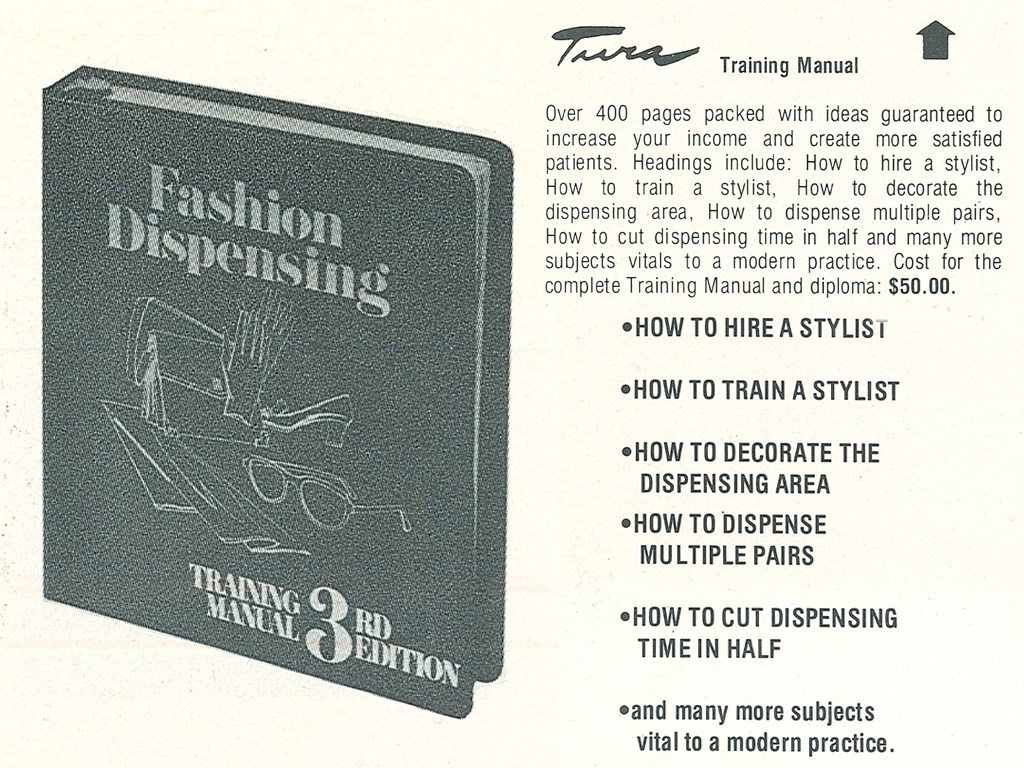 Fashion
Dispensing
TRAINING
MANUAL
3RD
EDITION
Tura
Training Manual
Over 400 pages packed with ideas guaranteed to
increase your income and create more satisfied
patients. Headings include: How to hire a stylist,
How to train a stylist, How to decorate the
dispensing area, How to dispense multiple pairs,
How to cut dispensing time in half and many more
subjects vitals to a modern practice. Cost for the
complete Training Manual and diploma: $50.00.
•HOW TO HIRE A STYLIST
•HOW TO TRAIN A STYLIST
•HOW TO DECORATE THE
DISPENSING AREA
•HOW TO DISPENSE
MULTIPLE PAIRS
•HOW TO CUT DISPENSING
TIME IN HALF
•and many more subjects
vital to a modern practice.